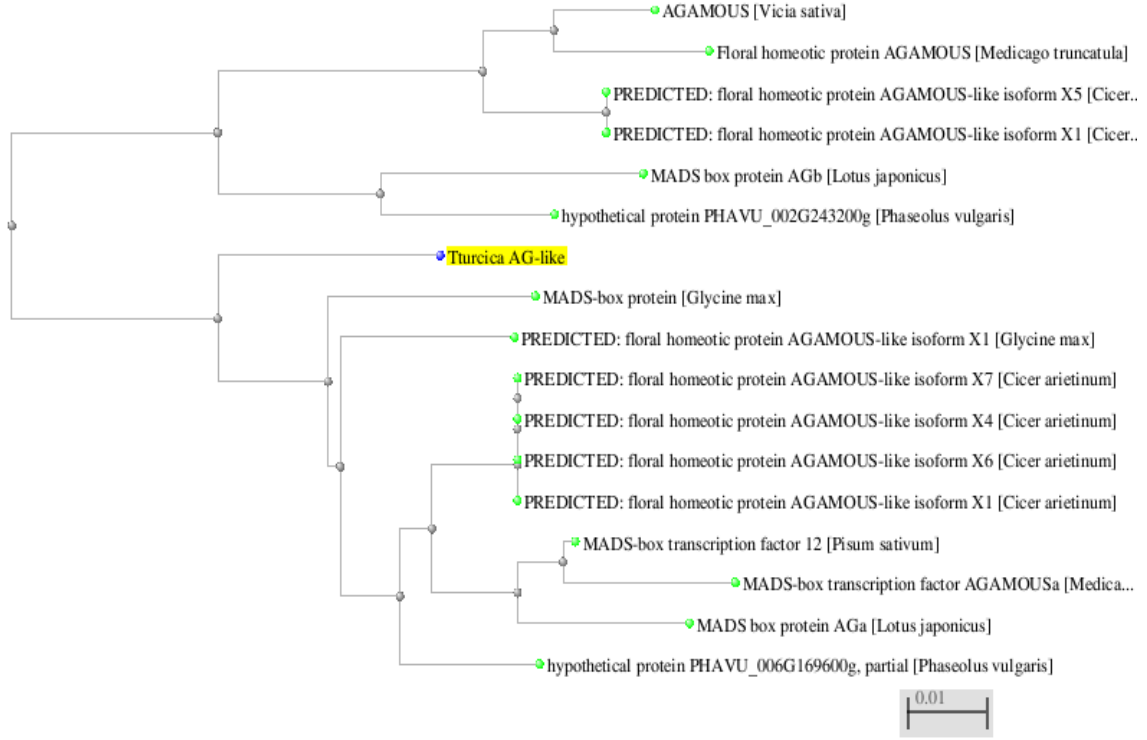 AGAMOUS [Vicia sativa]
Floral homeotic protein AGAMOUS [Medicago truncatula]
PREDICTED: floral homeotic protein AGAMOUS-like isoform X5 [Cicer...
PREDICTED: floral homeotic protein AGAMOUS-like isoform X1 [Cicer...
MADS box protein AGb [Lotus japonicus]
hypothetical protein PHAVU_002G243200g [Phaseolus vulgaris]
Tturcica AG-like
MADS-box protein [Glycine max]
PREDICTED: floral homeotic protein AGAMOUS-like isoform X1 [Glycine max]
PREDICTED: floral homeotic protein AGAMOUS-like isoform X7 [Cicer arietinum]
PREDICTED: floral homeotic protein AGAMOUS-like isoform X4 [Cicer arietinum]
PREDICTED: floral homeotic protein AGAMOUS-like isoform X6 [Cicer arietinum]
PREDICTED: floral homeotic protein AGAMOUS-like isoform X1 [Cicer arietinum]
MADS-box transcription factor 12 [Pisum sativum]
MADS-box transcription factor AGAMOUSa [Medica...
MADS box protein AGa [Lotus japonicus]
hypothetical protein PHAVU_006G169600g, partial [Phaseolus vulgaris]
0.01